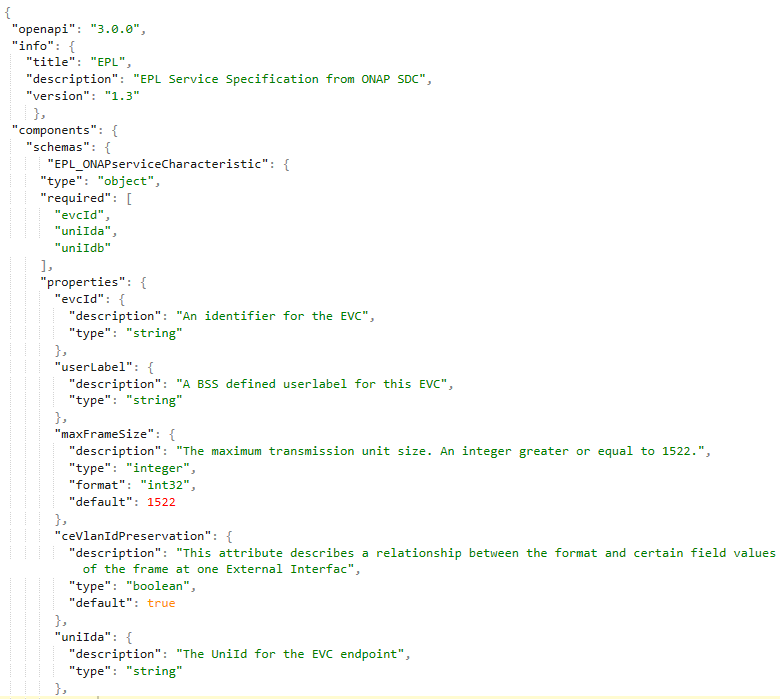 {
"openapi": "3.0.0",
"info": {
"title": "EPL",
"description": "EPL Service Specification from ONAP SDC",
"version": "1.3"
},
"components": {
"schemas": {
"EPL_ONAPserviceCharacteristic": {
"type": "object",
"required": [
"evcId",
"uniIda",
"uniIdb"
],
"properties": {
"evcId": {
"description": "An identifier for the EVC",
"type": "string"
},
"userLabel": {
"description": "A BSS defined userlabel for this EVC",
"type": "string"
},
"maxFrameSize": {
"description": "The maximum transmission unit size. An integer greater or equal to 1522.",
"type": "integer",
"format": "int32",
"default": 1522
},
"ceVlanIdPreservation": {
"description": "This attribute describes a relationship between the format and certain field values
of the frame at one External Interfac",
"type": "boolean",
"default": true
},
"uniIda": {
"description": "The UniId for the EVC endpoint",
"type": "string"
},